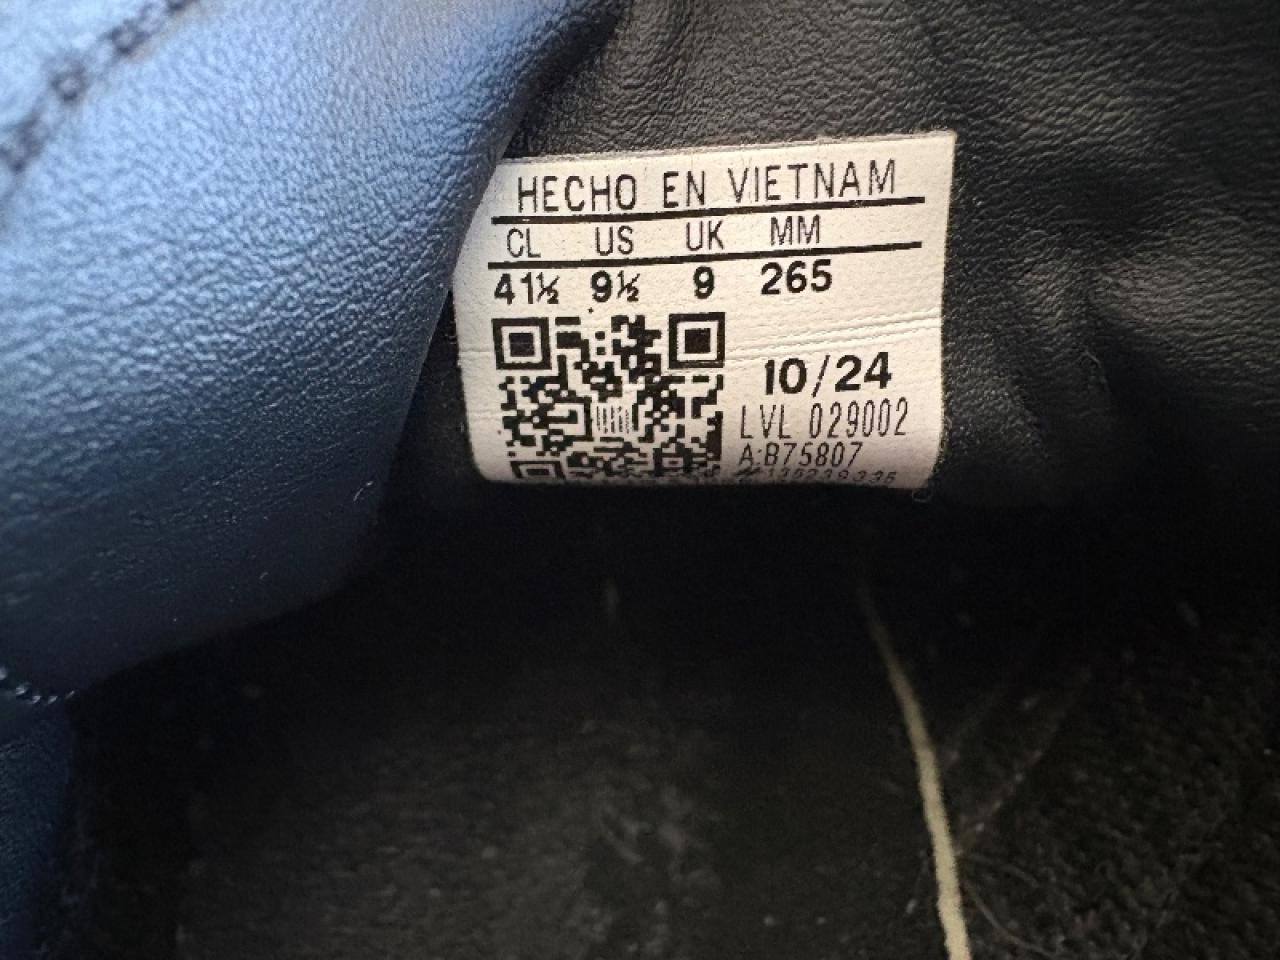 HECHO EN VIETNAM
CL US UK MM
41½ 9½ 9 265
10/24
LVL 029002
A:B75807